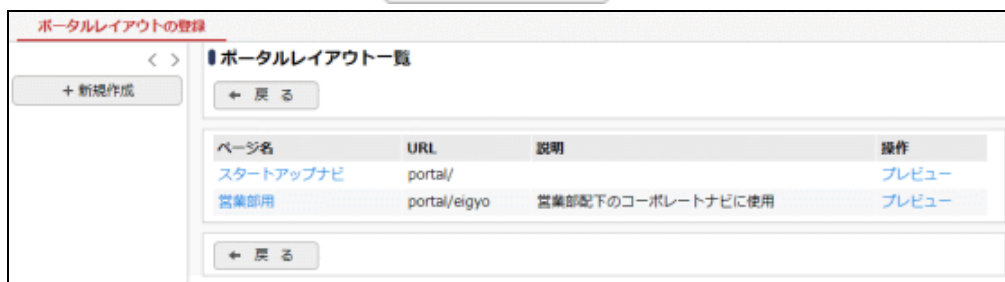 ポータルレイアウトの登録
< >
+ 新規作成
ポータルレイアウト一覧
← 戻る
ページ名 URL 説明 操作
スタートアップナビ portal/ プレビュー
営業部用 portal/eigyo 営業部配下のコーポレートナビに使用 プレビュー
← 戻る